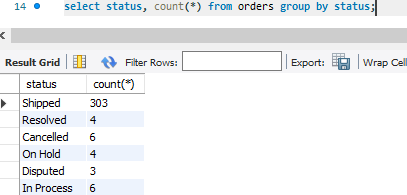 14 select status, count(*) from orders group by status;
Result Grid Filter Rows: Export: Wrap Cell
status count(*)
Shipped 303
Resolved 4
Cancelled 6
On Hold 4
Disputed 3
In Process 6